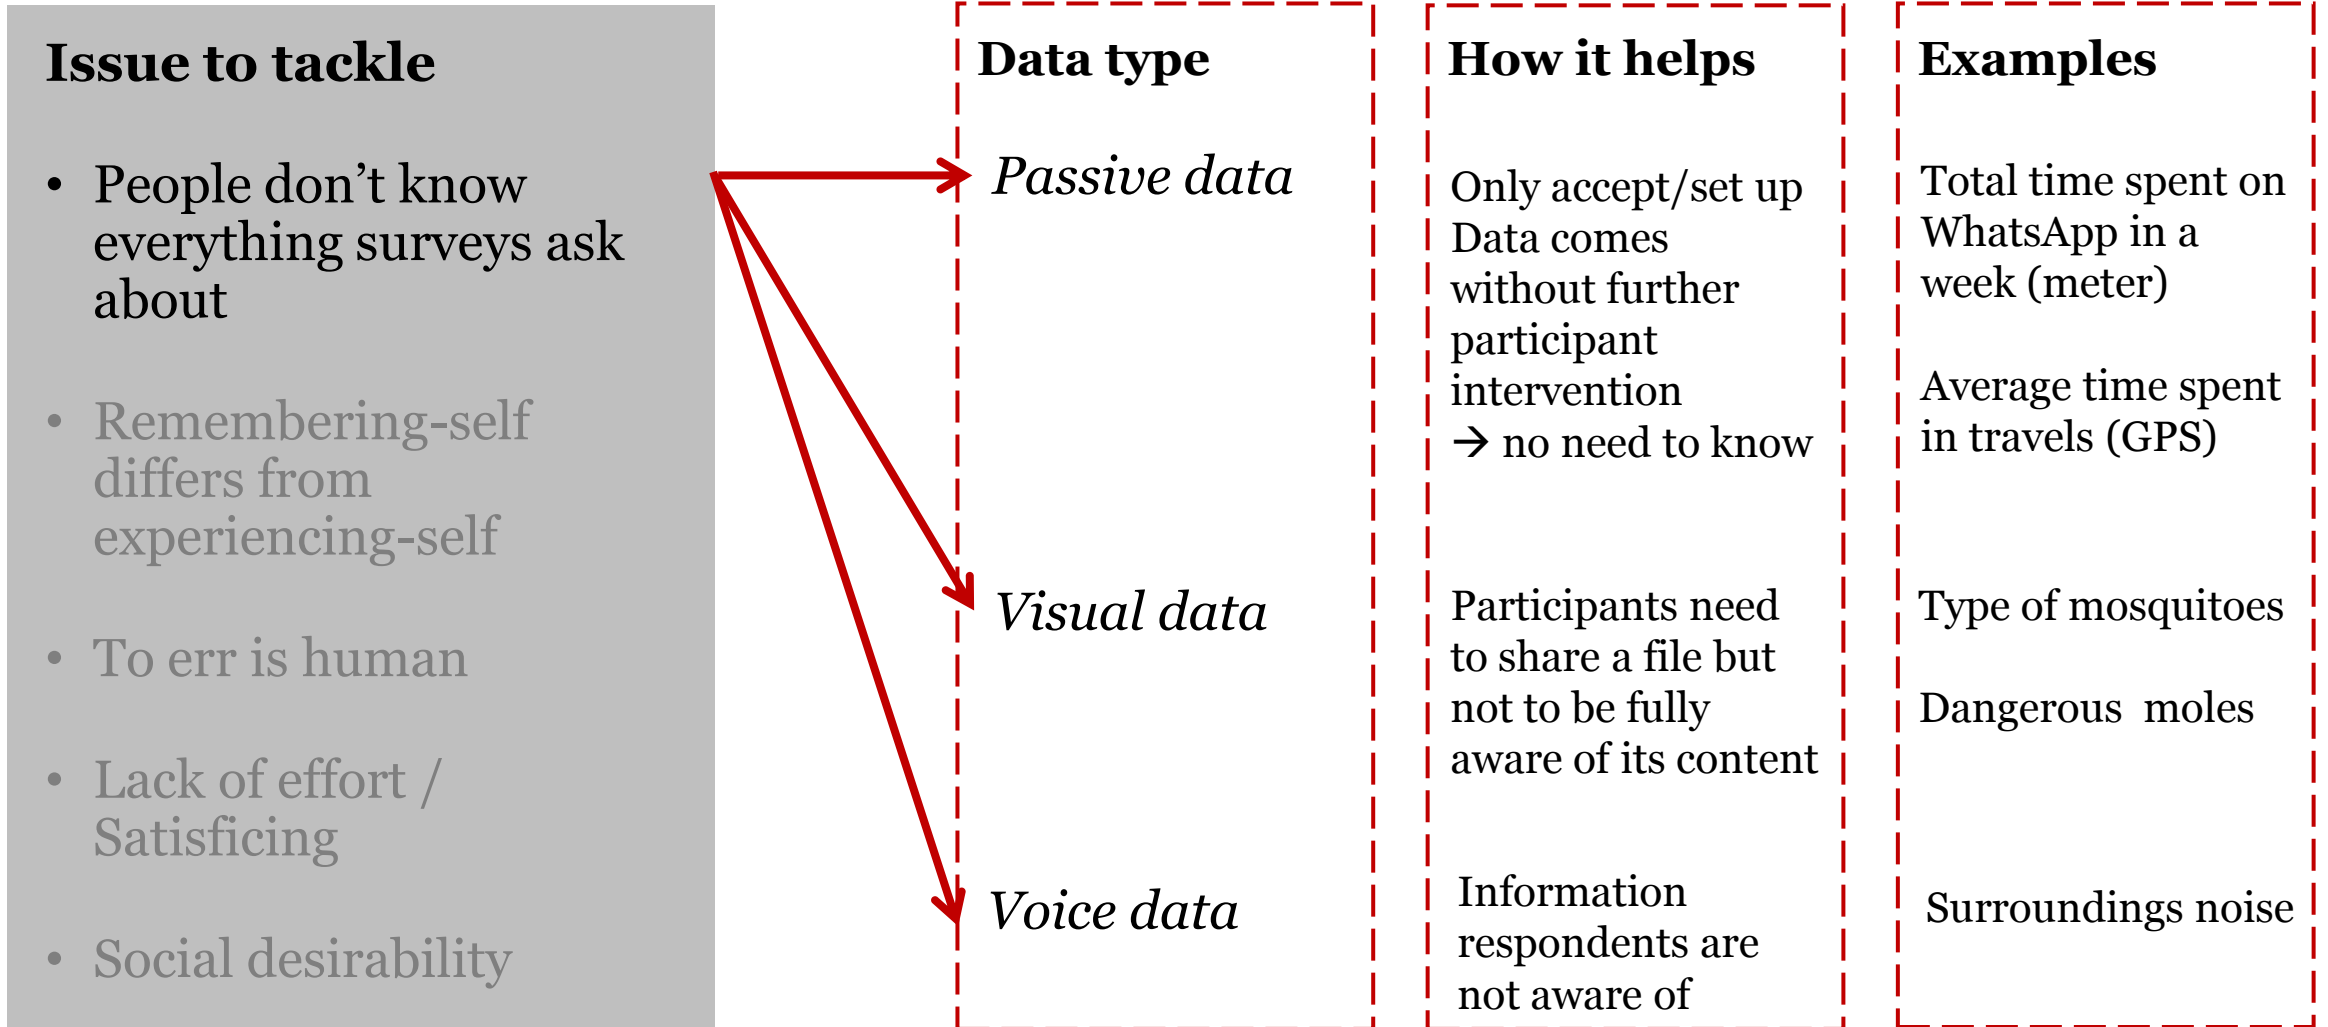 Issue to tackle
• People don’t know
everything surveys ask
about
• Remembering-self
differs from
experiencing-self
• To err is human
• Lack of effort /
Satisficing
• Social desirability
Data type
Passive data
Visual data
Voice data
How it helps
Only accept/set up
Data comes
without further
participant
intervention
→ no need to know
Participants need
to share a file but
not to be fully
aware of its content
Information
respondents are
not aware of
Examples
Total time spent on
WhatsApp in a
week (meter)
Average time spent
in travels (GPS)
Type of mosquitoes
Dangerous  moles
Surroundings noise